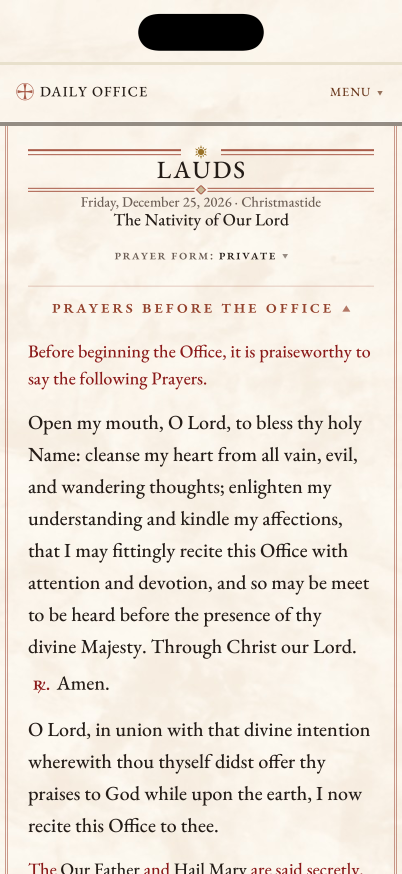 DAILY OFFICE
MENU ▼
LAUDS
Friday, December 25, 2026 · Christmastide
The Nativity of Our Lord
PRAYER FORM: PRIVATE ▼
PRAYERS BEFORE THE OFFICE ▲
Before beginning the Office, it is praiseworthy to
say the following Prayers.
Open my mouth, O Lord, to bless thy holy
Name: cleanse my heart from all vain, evil,
and wandering thoughts; enlighten my
understanding and kindle my affections,
that I may fittingly recite this Office with
attention and devotion, and so may be meet
to be heard before the presence of thy
divine Majesty. Through Christ our Lord.
℟. Amen.
O Lord, in union with that divine intention
wherewith thou thyself didst offer thy
praises to God while upon the earth, I now
recite this Office to thee.
The Our Father and Hail Mary are said secretly.